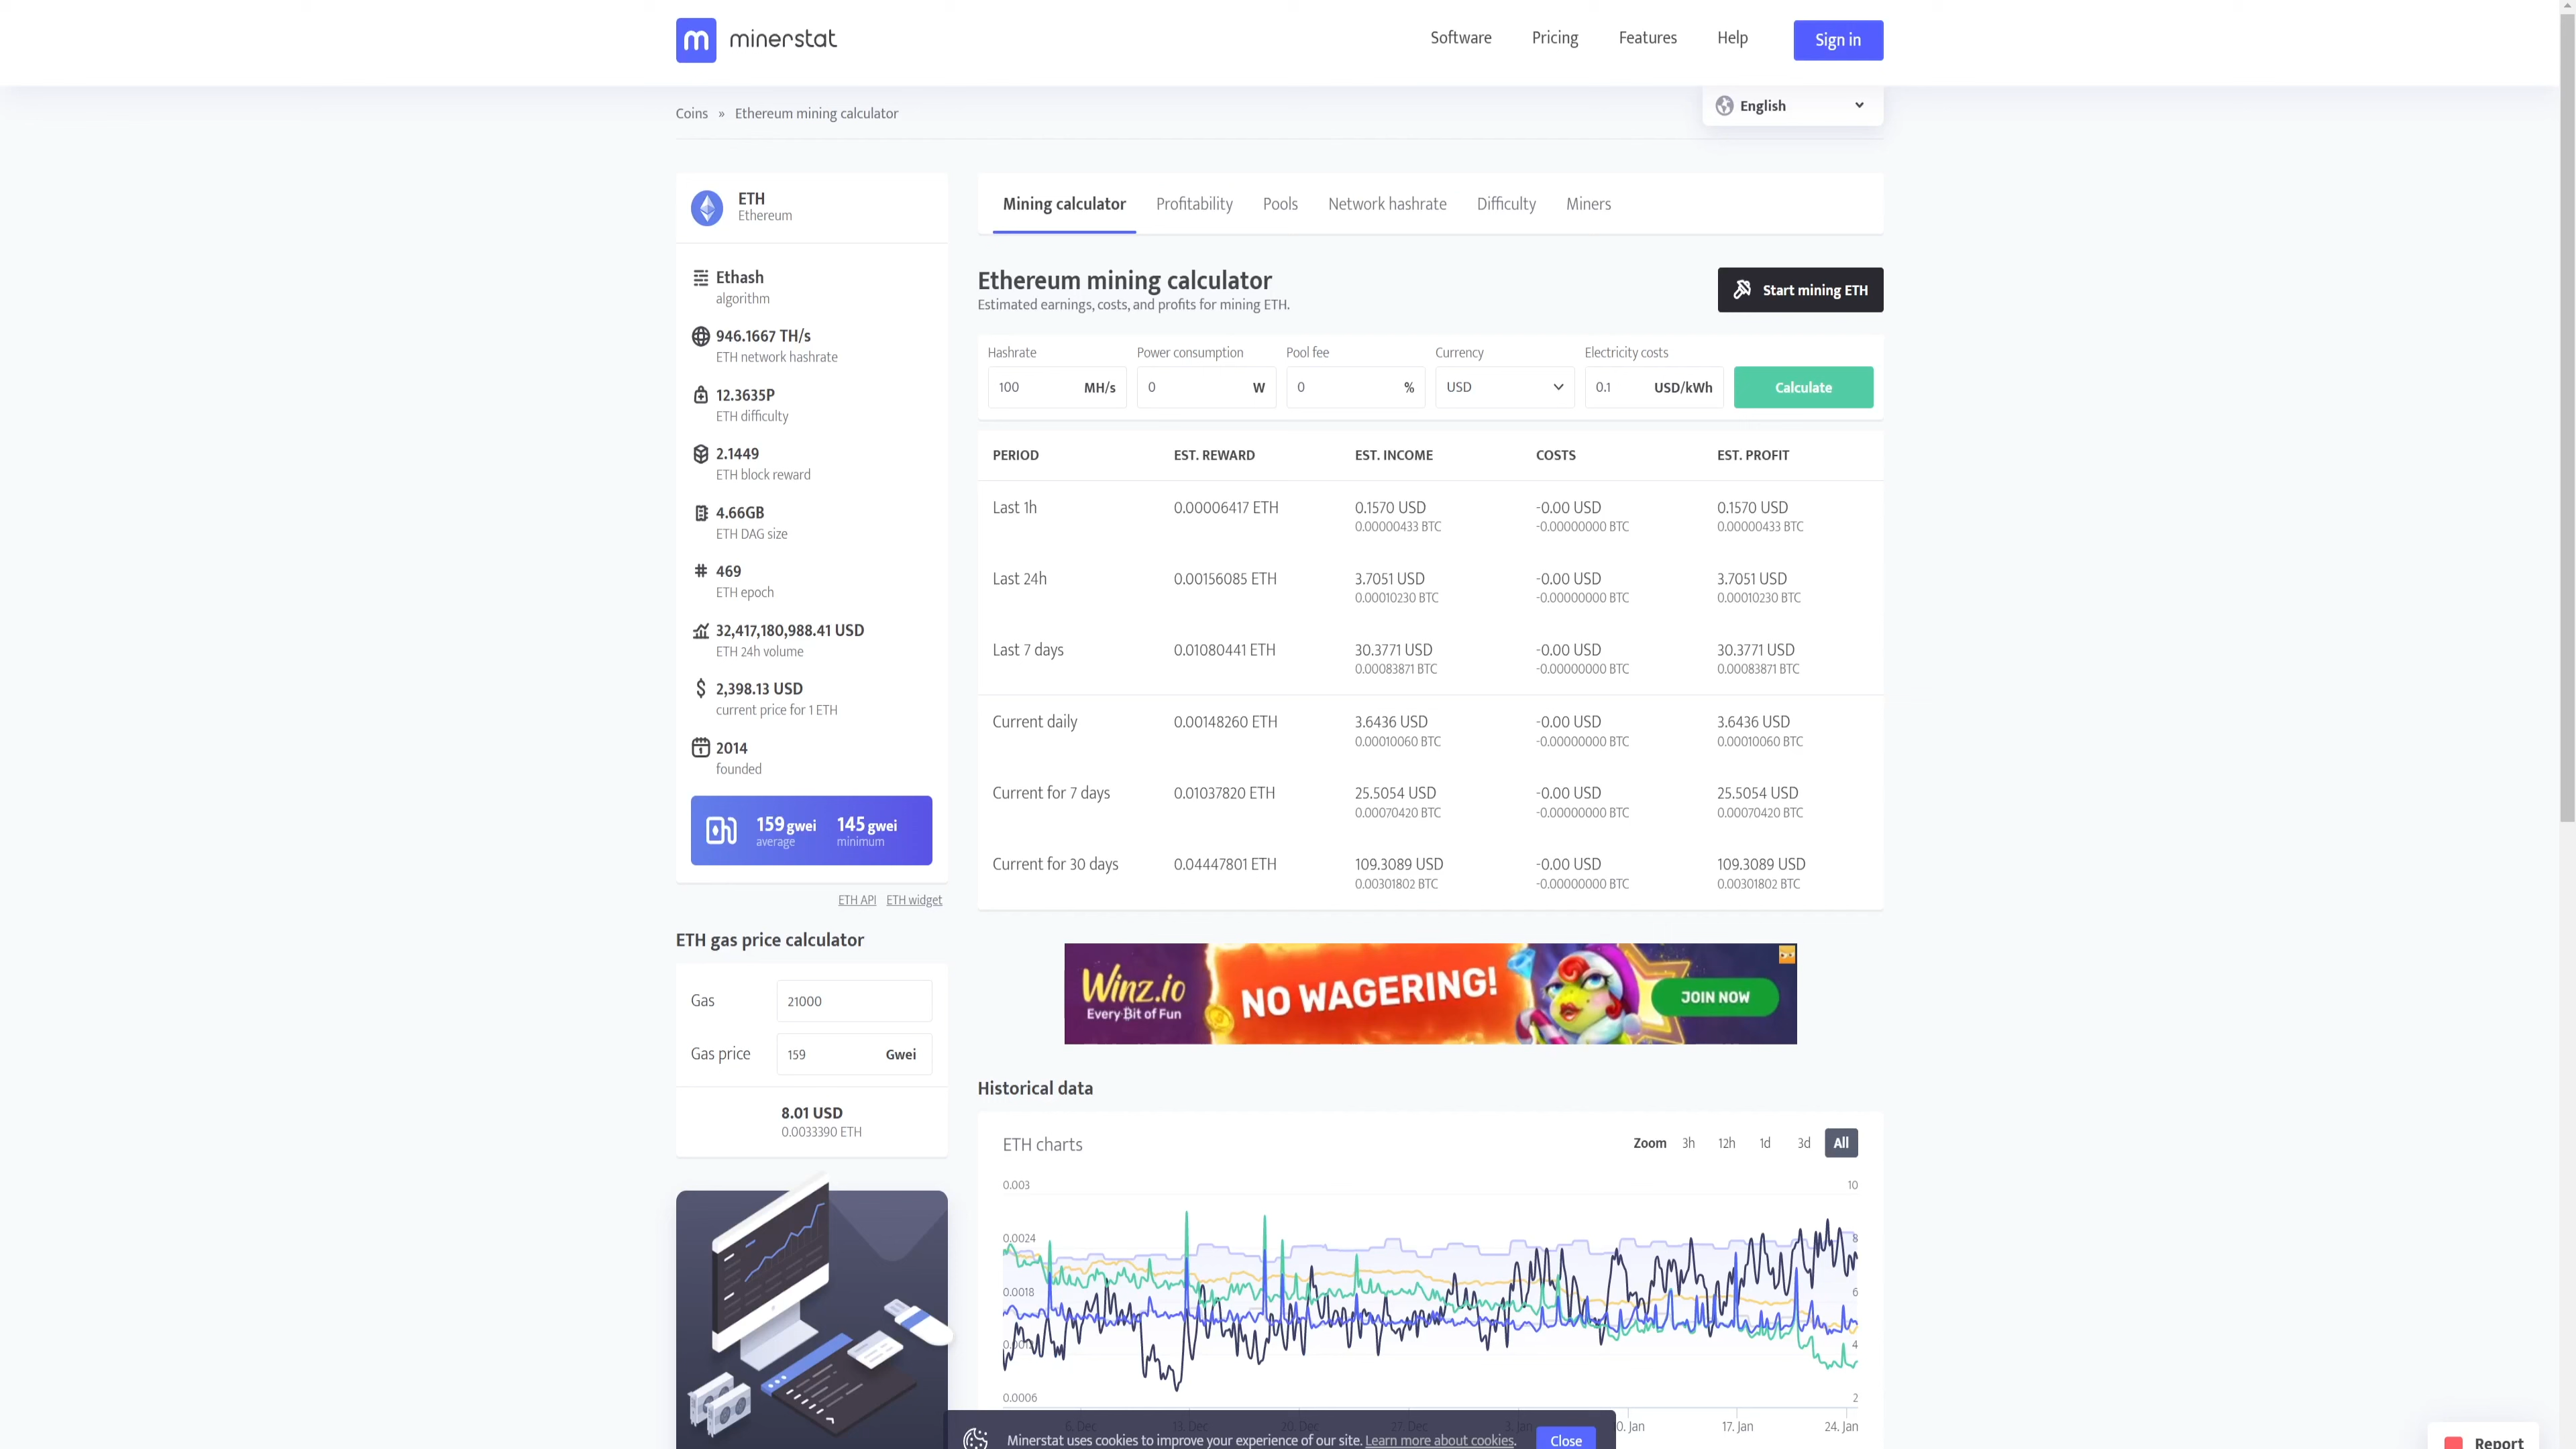 minerstat
Software Pricing Features Help Sign in
Coins » Ethereum mining calculator
English
ETH
Ethereum
Ethash
algorithm
946.1667 TH/s
ETH network hashrate
12.3635P
ETH difficulty
2.1449
ETH block reward
4.66GB
ETH DAG size
469
ETH epoch
32,417,180,988.41 USD
ETH 24h volume
2,398.13 USD
current price for 1 ETH
2014
founded
159 gwei 145 gwei
average minimum
ETH API ETH widget
ETH gas price calculator
Gas 21000
Gas price 159 Gwei
8.01 USD
0.0033390 ETH
Mining calculator Profitability Pools Network hashrate Difficulty Miners
Ethereum mining calculator
Estimated earnings, costs, and profits for mining ETH.
Start mining ETH
Hashrate Power consumption Pool fee Currency Electricity costs
100 MH/s 0 W 0 % USD 0.1 USD/kWh Calculate
PERIOD EST. REWARD EST. INCOME COSTS EST. PROFIT
Last 1h 0.00006417 ETH 0.1570 USD -0.00 USD 0.1570 USD
0.00000433 BTC -0.00000000 BTC 0.00000433 BTC
Last 24h 0.00156085 ETH 3.7051 USD -0.00 USD 3.7051 USD
0.00010230 BTC -0.00000000 BTC 0.00010230 BTC
Last 7 days 0.01080441 ETH 30.3771 USD -0.00 USD 30.3771 USD
0.00083871 BTC -0.00000000 BTC 0.00083871 BTC
Current daily 0.00148260 ETH 3.6436 USD -0.00 USD 3.6436 USD
0.00010060 BTC -0.00000000 BTC 0.00010060 BTC
Current for 7 days 0.01037820 ETH 25.5054 USD -0.00 USD 25.5054 USD
0.00070420 BTC -0.00000000 BTC 0.00070420 BTC
Current for 30 days 0.04447801 ETH 109.3089 USD -0.00 USD 109.3089 USD
0.00301802 BTC -0.00000000 BTC 0.00301802 BTC
Winz.io
Every Bit of Fun
NO WAGERING!
JOIN NOW
Historical data
ETH charts
Zoom 3h 12h 1d 3d All
0.003 10
0.0024 8
0.0018 6
0.0012 4
0.0006 2
6. Dec 13. Dec 20. Dec 27. Dec 3. Jan 0. Jan 17. Jan 24. Jan
Minerstat uses cookies to improve your experience of our site. Learn more about cookies. Close
Report